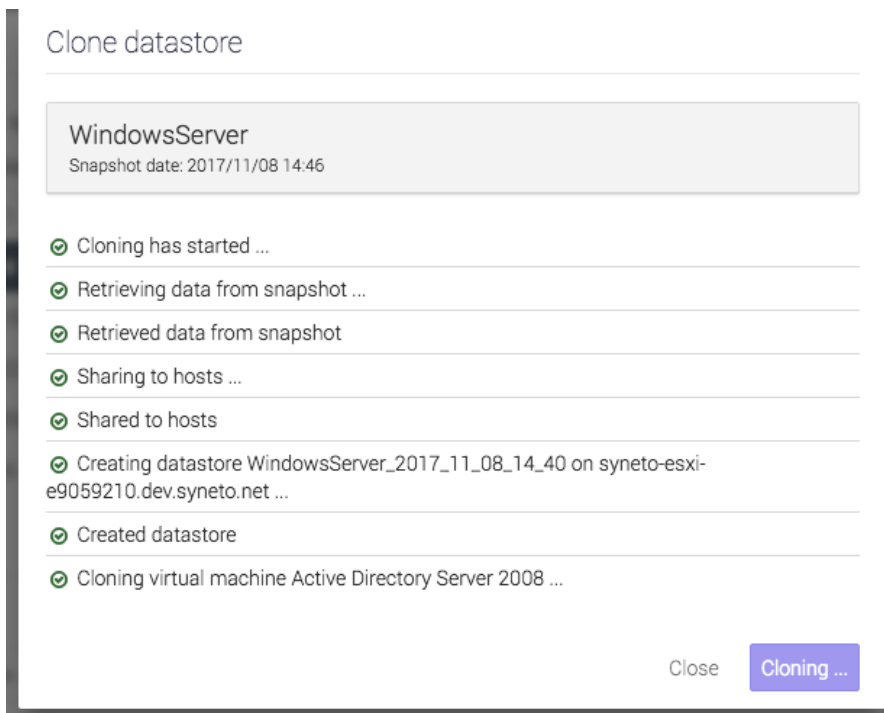 Clone datastore
WindowsServer
Snapshot date: 2017/11/08 14:46
Cloning has started ...
Retrieving data from snapshot ...
Retrieved data from snapshot
Sharing to hosts ...
Shared to hosts
Creating datastore WindowsServer_2017_11_08_14_40 on syneto-esxi-
e9059210.dev.syneto.net ...
Created datastore
Cloning virtual machine Active Directory Server 2008 ...
Close
Cloning ...